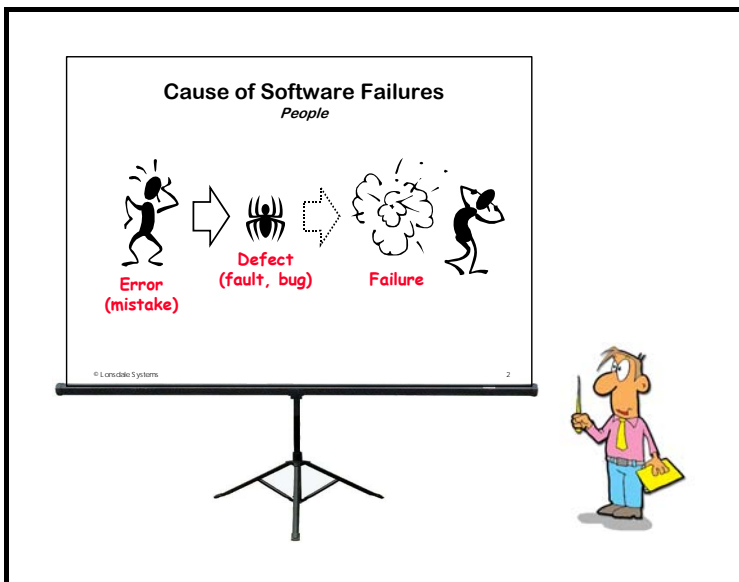 Cause of Software Failures
People
Error
(mistake)
Defect
(fault, bug)
Failure
© Lonsdale Systems
2